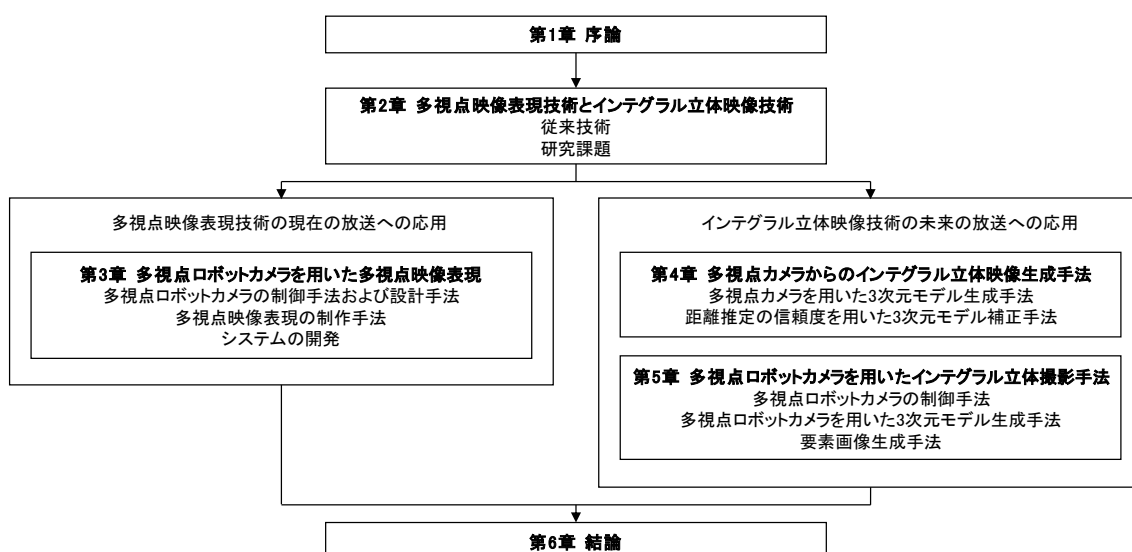 第1章 序論
第2章 多視点映像表現技術とインテグラル立体映像技術
従来技術
研究課題
多視点映像表現技術の現在の放送への応用
第3章 多視点ロボットカメラを用いた多視点映像表現
多視点ロボットカメラの制御手法および設計手法
多視点映像表現の制作手法
システムの開発
インテグラル立体映像技術の未来の放送への応用
第4章 多視点カメラからのインテグラル立体映像生成手法
多視点カメラを用いた3次元モデル生成手法
距離推定の信頼度を用いた3次元モデル補正手法
第5章 多視点ロボットカメラを用いたインテグラル立体撮影手法
多視点ロボットカメラの制御手法
多視点ロボットカメラを用いた3次元モデル生成手法
要素画像生成手法
第6章 結論